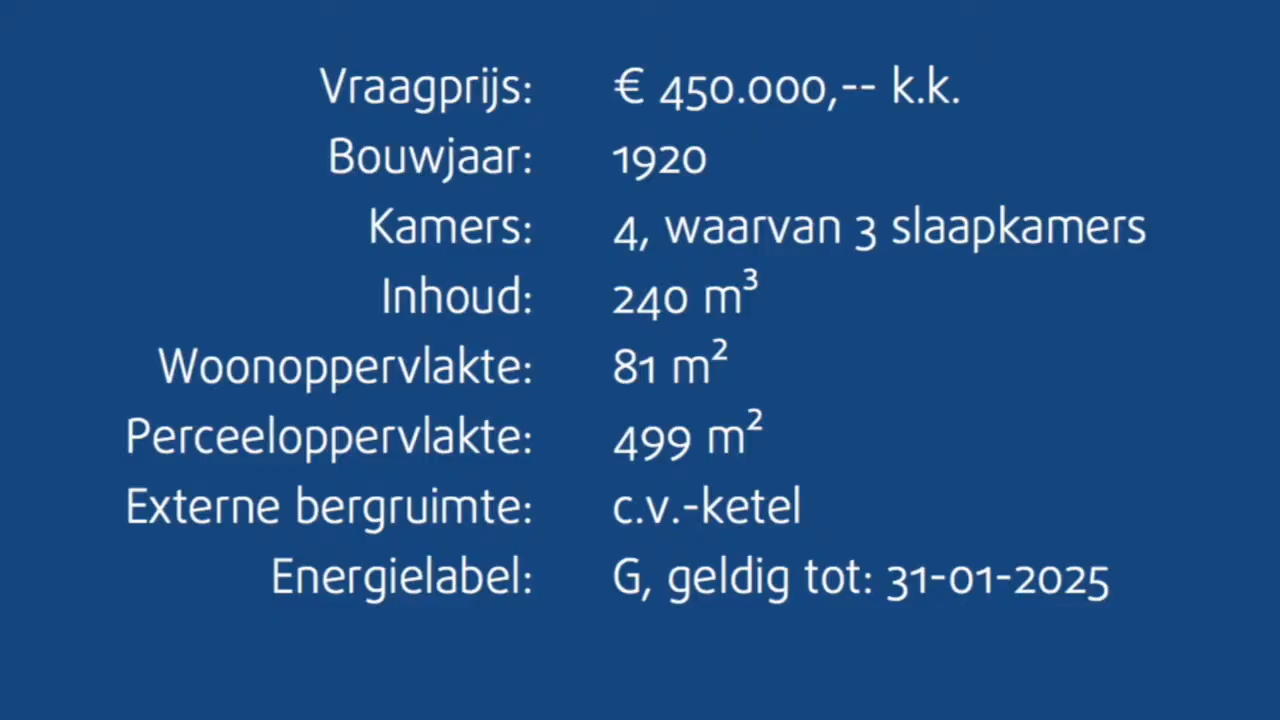 Vraagprijs: € 450.000,-- k.k.
Bouwjaar: 1920
Kamers: 4, waarvan 3 slaapkamers
Inhoud: 240 m³
Woonoppervlakte: 81 m²
Perceeloppervlakte: 499 m²
Externe bergruimte: c.v.-ketel
Energielabel: G, geldig tot: 31-01-2025